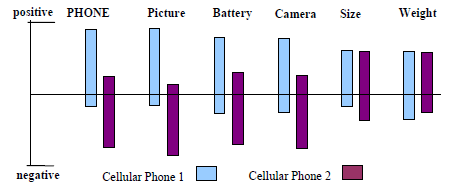 positive PHONE Picture Battery Camera Size Weight
negative
Cellular Phone 1 Cellular Phone 2